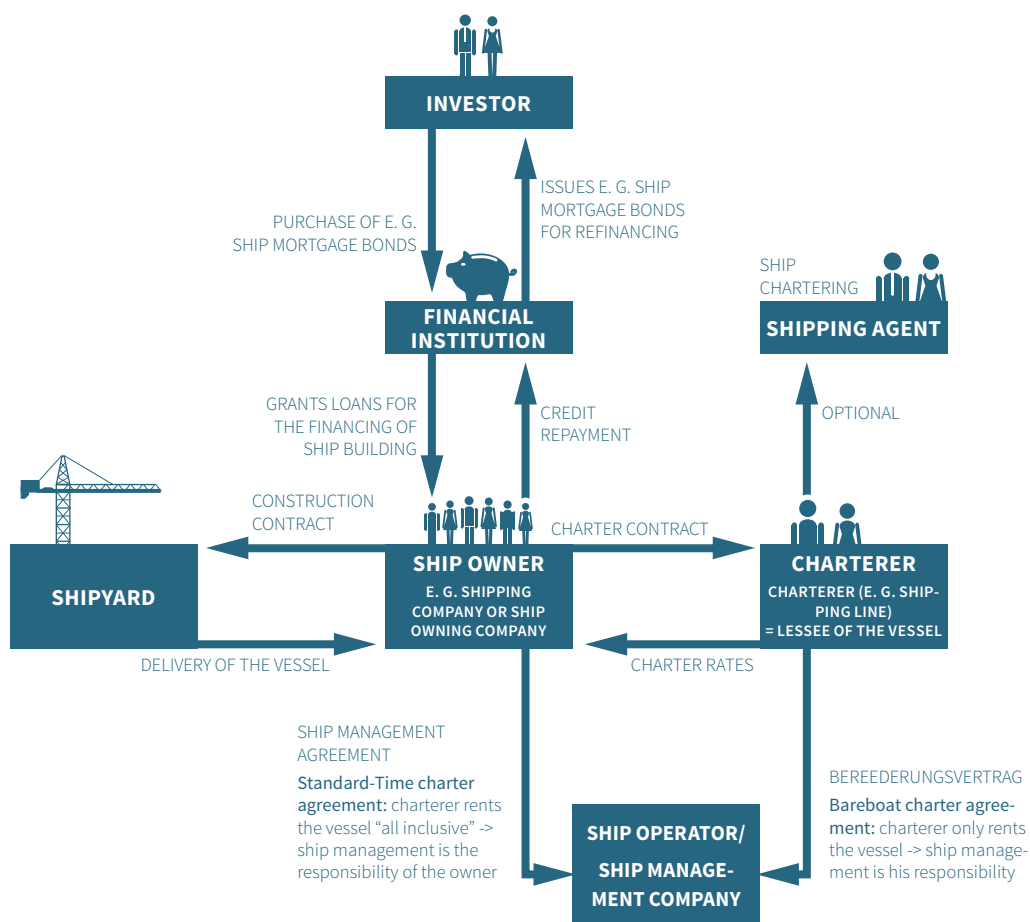 INVESTOR
PURCHASE OF E. G.
SHIP MORTGAGE BONDS
ISSUES E. G. SHIP
MORTGAGE BONDS
FOR REFINANCING
FINANCIAL
INSTITUTION
SHIP
CHARTERING
SHIPPING AGENT
GRANTS LOANS FOR
THE FINANCING OF
SHIP BUILDING
CREDIT
REPAYMENT
OPTIONAL
CONSTRUCTION
CONTRACT
CHARTER CONTRACT
SHIPYARD
SHIP OWNER
E. G. SHIPPING
COMPANY OR SHIP
OWNING COMPANY
CHARTERER
CHARTERER (E. G. SHIP-
PING LINE)
= LESSEE OF THE VESSEL
DELIVERY OF THE VESSEL
CHARTER RATES
SHIP MANAGEMENT
AGREEMENT
Standard-Time charter
agreement: charterer rents
the vessel “all inclusive” ->
ship management is the
responsibility of the owner
BEREEDERUNGSVERTRAG
Bareboat charter agree-
ment: charterer only rents
the vessel -> ship manage-
ment is his responsibility
SHIP OPERATOR/
SHIP MANAGE-
MENT COMPANY